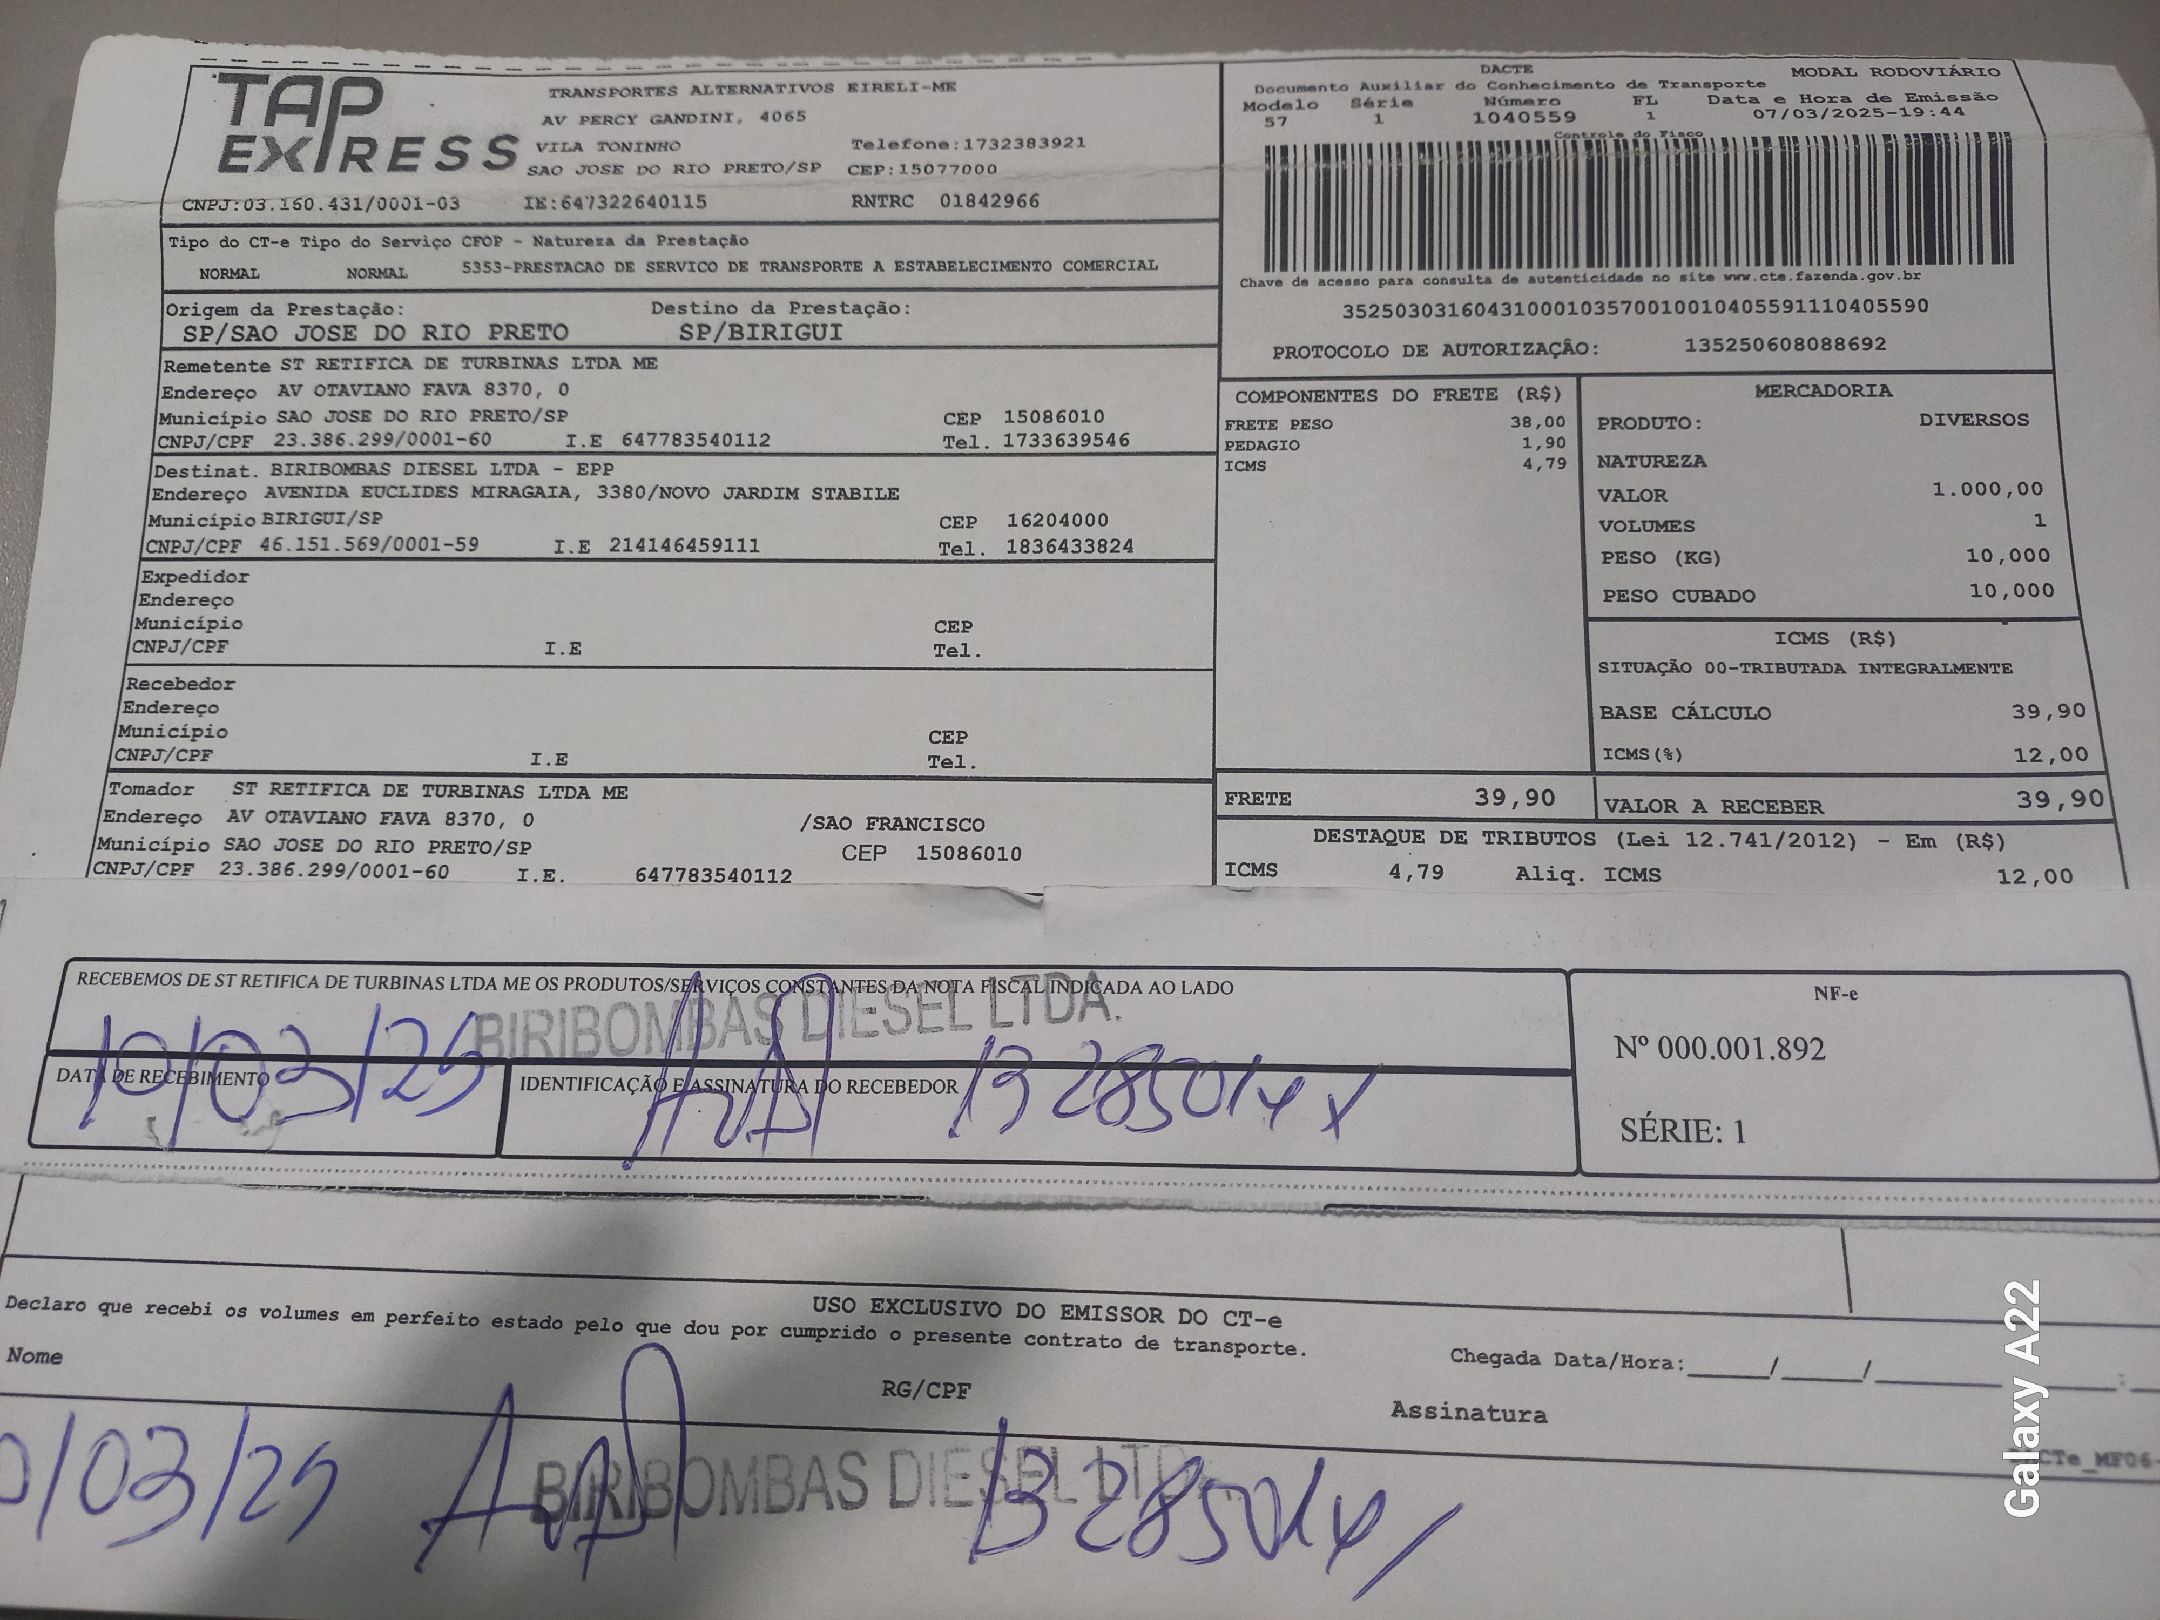 TAP EXPRESS
TRANSPORTES ALTERNATIVOS EIRELI-ME
AV PERCY GANDINI, 4065
VILA TONINHO Telefone:1732383921
SAO JOSE DO RIO PRETO/SP CEP:15077000
CNPJ:03.160.431/0001-03 IE:647322640115 RNTRC 01842966
DACTE MODAL RODOVIÁRIO
Documento Auxiliar do Conhecimento de Transporte
Modelo Série Número FL Data e Hora de Emissão
57 1 1040559 1 07/03/2025-19:44
Controle do Fisco
Chave de acesso para consulta de autenticidade no site www.cte.fazenda.gov.br
35250303160431000103570010010405591110405590
PROTOCOLO DE AUTORIZAÇÃO: 135250608088692
Tipo do CT-e Tipo do Serviço CFOP - Natureza da Prestação
NORMAL NORMAL 5353-PRESTACAO DE SERVICO DE TRANSPORTE A ESTABELECIMENTO COMERCIAL
Origem da Prestação: Destino da Prestação:
SP/SAO JOSE DO RIO PRETO SP/BIRIGUI
Remetente ST RETIFICA DE TURBINAS LTDA ME
Endereço AV OTAVIANO FAVA 8370, 0
Município SAO JOSE DO RIO PRETO/SP CEP 15086010
CNPJ/CPF 23.386.299/0001-60 I.E 647783540112 Tel. 1733639546
Destinat. BIRIBOMBAS DIESEL LTDA - EPP
Endereço AVENIDA EUCLIDES MIRAGAIA, 3380/NOVO JARDIM STABILE
Município BIRIGUI/SP CEP 16204000
CNPJ/CPF 46.151.569/0001-59 I.E 214146459111 Tel. 1836433824
Expedidor
Endereço
Município CEP
CNPJ/CPF I.E Tel.
Recebedor
Endereço
Município CEP
CNPJ/CPF I.E Tel.
Tomador ST RETIFICA DE TURBINAS LTDA ME
Endereço AV OTAVIANO FAVA 8370, 0 /SAO FRANCISCO
Município SAO JOSE DO RIO PRETO/SP CEP 15086010
CNPJ/CPF 23.386.299/0001-60 I.E. 647783540112
COMPONENTES DO FRETE (R$)
FRETE PESO 38,00
PEDAGIO 1,90
ICMS 4,79
MERCADORIA
PRODUTO: DIVERSOS
NATUREZA
VALOR 1.000,00
VOLUMES 1
PESO (KG) 10,000
PESO CUBADO 10,000
ICMS (R$)
SITUAÇÃO 00-TRIBUTADA INTEGRALMENTE
BASE CÁLCULO 39,90
ICMS(%) 12,00
FRETE 39,90 VALOR A RECEBER 39,90
DESTAQUE DE TRIBUTOS (Lei 12.741/2012) - Em (R$)
ICMS 4,79 Aliq. ICMS 12,00
RECEBEMOS DE ST RETIFICA DE TURBINAS LTDA ME OS PRODUTOS/SERVIÇOS CONSTANTES DA NOTA FISCAL INDICADA AO LADO
BIRIBOMBAS DIESEL LTDA.
10/03/25
DATA DE RECEBIMENTO IDENTIFICAÇÃO E ASSINATURA DO RECEBEDOR
NF-e
Nº 000.001.892
SÉRIE: 1
USO EXCLUSIVO DO EMISSOR DO CT-e
Declaro que recebi os volumes em perfeito estado pelo que dou por cumprido o presente contrato de transporte.
Nome RG/CPF Chegada Data/Hora:_____/_____/_____ :
Assinatura
0/03/25
BIRIBOMBAS DIESEL LTD
CTe_MF06-
Galaxy A22